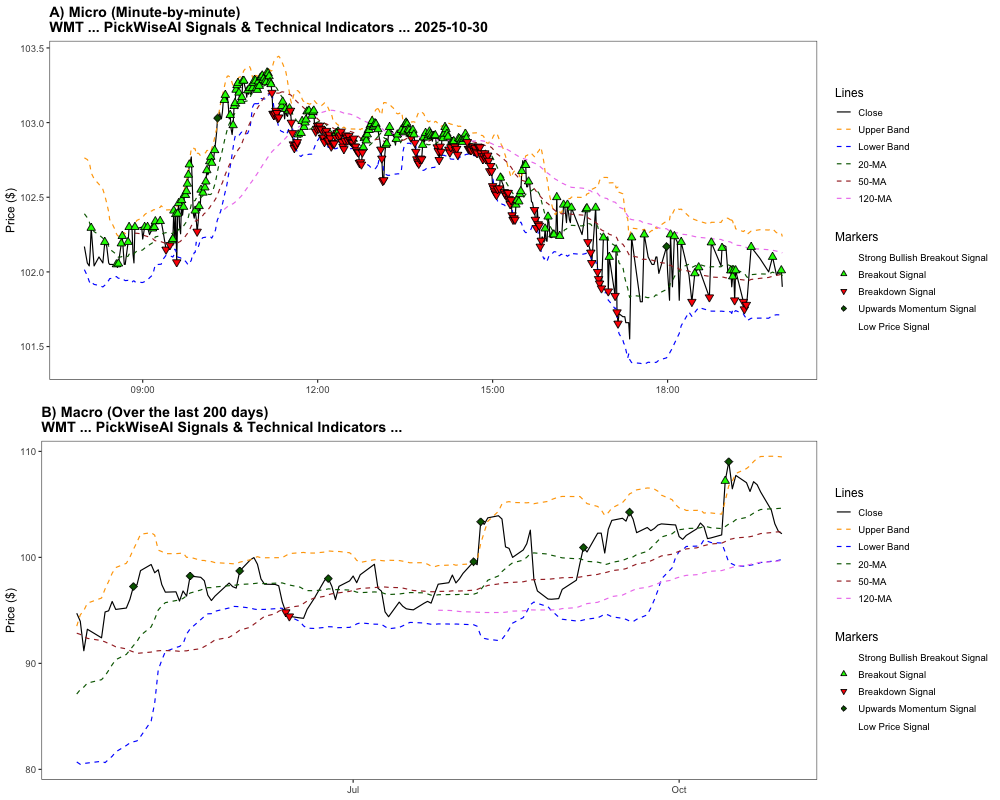 A) Micro (Minute-by-minute)
WMT ... PickWiseAI Signals & Technical Indicators ... 2025-10-30
Price ($)
103.5
103.0
102.5
102.0
101.5
09:00
12:00
15:00
18:00
Lines
Close
Upper Band
Lower Band
20-MA
50-MA
120-MA
Markers
Strong Bullish Breakout Signal
Breakout Signal
Breakdown Signal
Upwards Momentum Signal
Low Price Signal
B) Macro (Over the last 200 days)
WMT ... PickWiseAI Signals & Technical Indicators ...
Price ($)
110
100
90
80
Jul
Oct
Lines
Close
Upper Band
Lower Band
20-MA
50-MA
120-MA
Markers
Strong Bullish Breakout Signal
Breakout Signal
Breakdown Signal
Upwards Momentum Signal
Low Price Signal